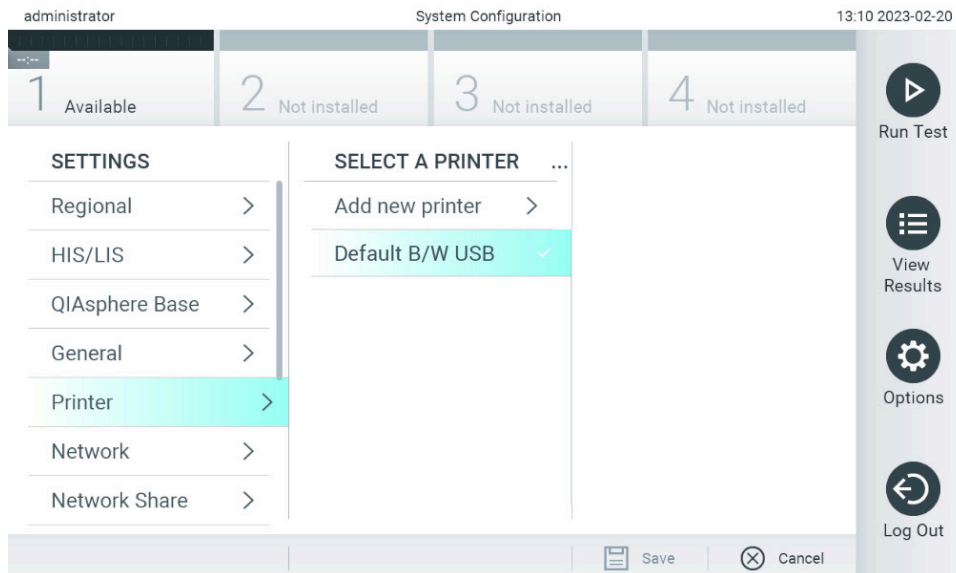 administrator System Configuration 13:10 2023-02-20
--:--
1 Available 2 Not installed 3 Not installed 4 Not installed
Run Test
SETTINGS SELECT A PRINTER ...
Regional Add new printer
HIS/LIS Default B/W USB
View
Results
QIAsphere Base
General
Printer
Options
Network
Network Share
Log Out
Save Cancel